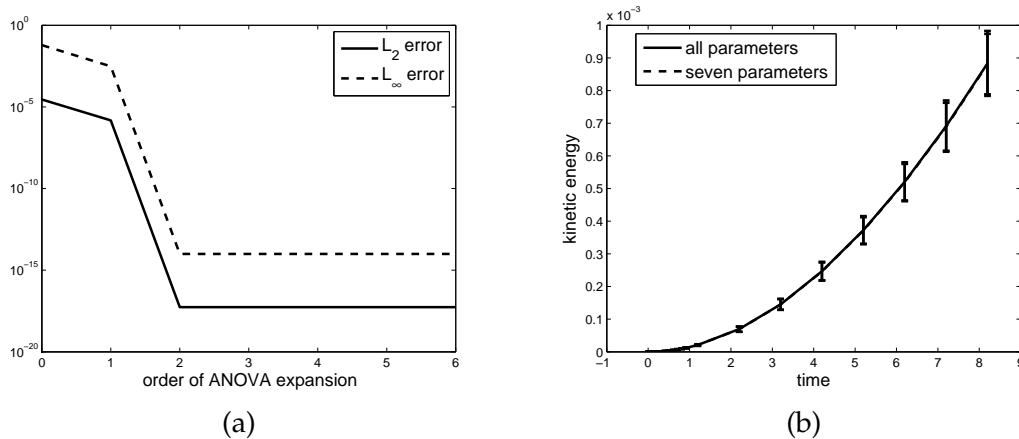 10^0
10^-5
10^-10
10^-15
10^-20
0 1 2 3 4 5 6
order of ANOVA expansion
L_2 error
L_∞ error
(a)
x 10^-3
1
0.9
0.8
0.7
0.6
0.5
0.4
0.3
0.2
0.1
0
−1 0 1 2 3 4 5 6 7 8 9
time
kinetic energy
all parameters
seven parameters
(b)